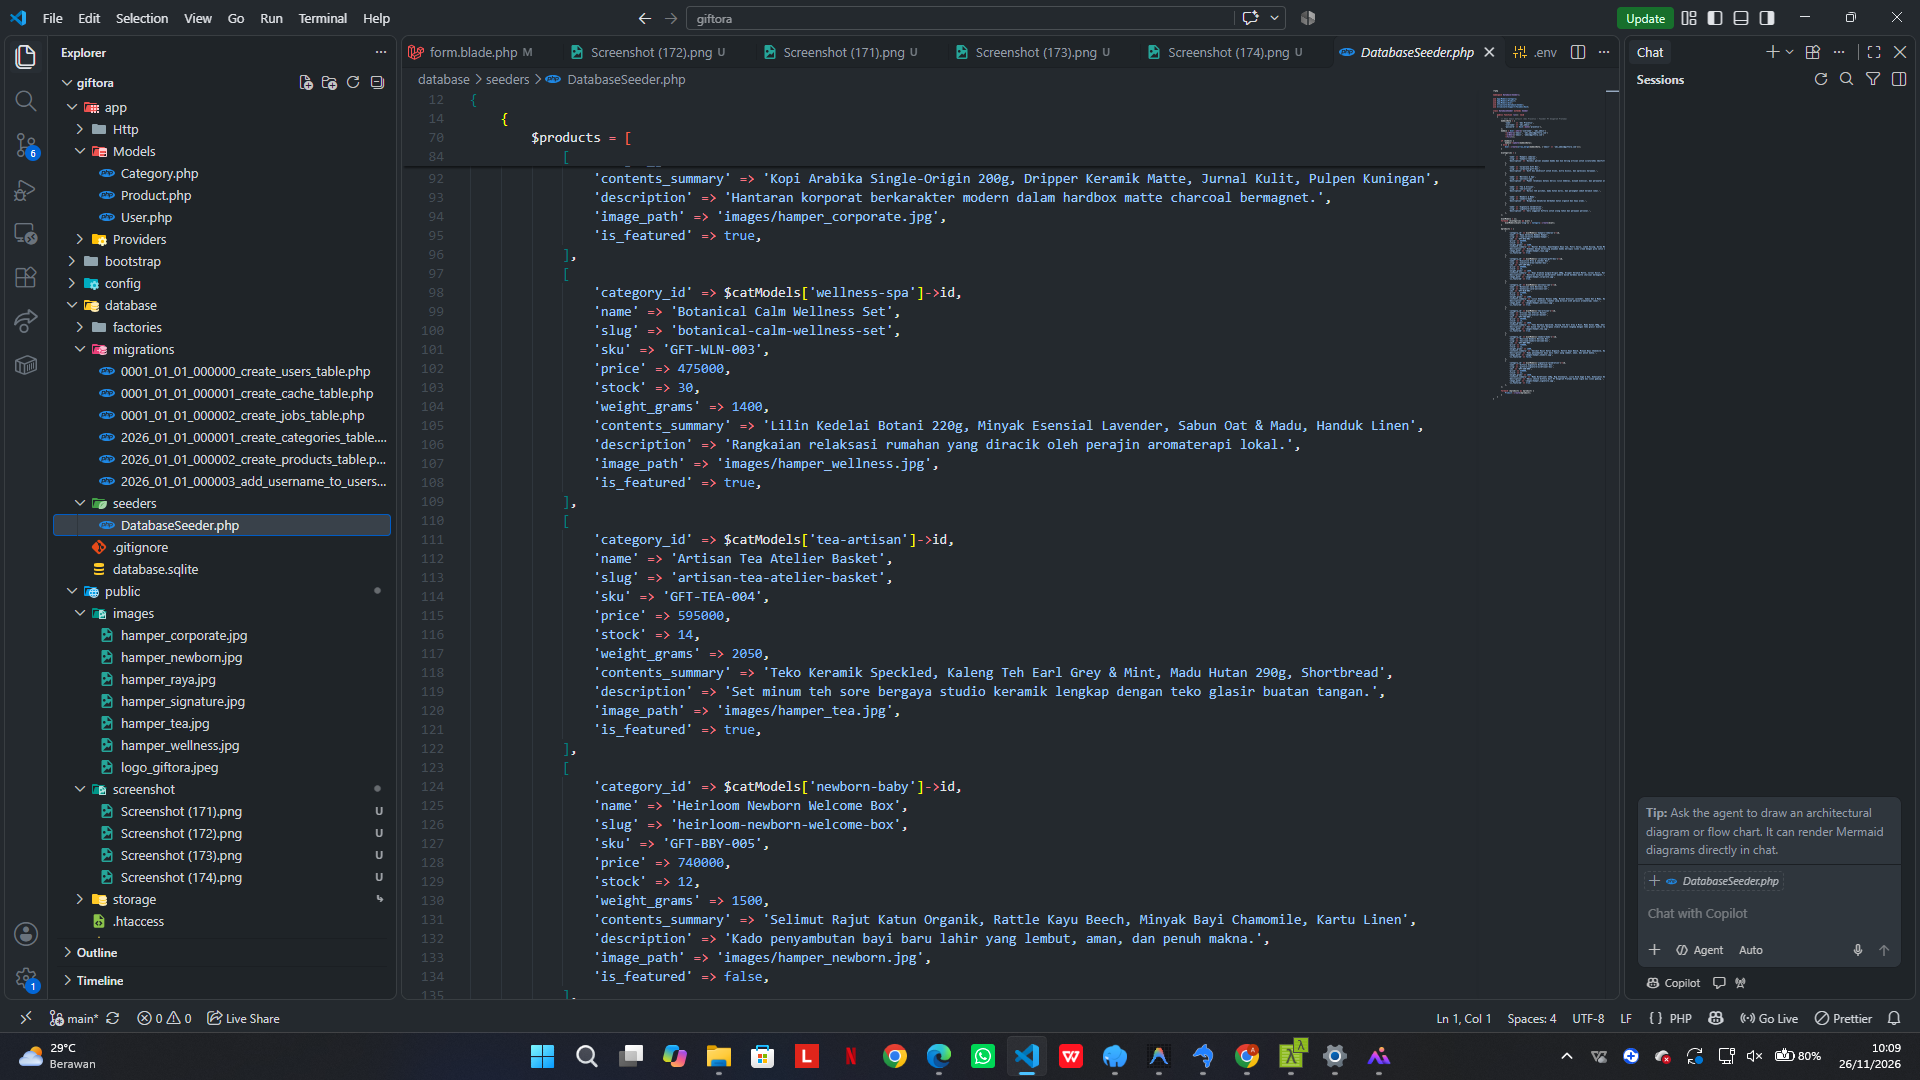 File Edit Selection View Go Run Terminal Help
giftora
Update
Explorer
giftora
app
Http
Models
Category.php
Product.php
User.php
Providers
bootstrap
config
database
factories
migrations
0001_01_01_000000_create_users_table.php
0001_01_01_000001_create_cache_table.php
0001_01_01_000002_create_jobs_table.php
2026_01_01_000001_create_categories_table....
2026_01_01_000002_create_products_table.p...
2026_01_01_000003_add_username_to_users...
seeders
DatabaseSeeder.php
.gitignore
database.sqlite
public
images
hamper_corporate.jpg
hamper_newborn.jpg
hamper_raya.jpg
hamper_signature.jpg
hamper_tea.jpg
hamper_wellness.jpg
logo_giftora.jpeg
screenshot
Screenshot (171).png U
Screenshot (172).png U
Screenshot (173).png U
Screenshot (174).png U
storage
.htaccess
Outline
Timeline
6
1
form.blade.php M Screenshot (172).png U Screenshot (171).png U Screenshot (173).png U Screenshot (174).png U DatabaseSeeder.php .env
database > seeders > DatabaseSeeder.php
12 {
14 {
70 $products = [
84 [
92 'contents_summary' => 'Kopi Arabika Single-Origin 200g, Dripper Keramik Matte, Jurnal Kulit, Pulpen Kuningan',
93 'description' => 'Hantaran korporat berkarakter modern dalam hardbox matte charcoal bermagnet.',
94 'image_path' => 'images/hamper_corporate.jpg',
95 'is_featured' => true,
96 ],
97 [
98 'category_id' => $catModels['wellness-spa']->id,
99 'name' => 'Botanical Calm Wellness Set',
100 'slug' => 'botanical-calm-wellness-set',
101 'sku' => 'GFT-WLN-003',
102 'price' => 475000,
103 'stock' => 30,
104 'weight_grams' => 1400,
105 'contents_summary' => 'Lilin Kedelai Botani 220g, Minyak Esensial Lavender, Sabun Oat & Madu, Handuk Linen',
106 'description' => 'Rangkaian relaksasi rumahan yang diracik oleh perajin aromaterapi lokal.',
107 'image_path' => 'images/hamper_wellness.jpg',
108 'is_featured' => true,
109 ],
110 [
111 'category_id' => $catModels['tea-artisan']->id,
112 'name' => 'Artisan Tea Atelier Basket',
113 'slug' => 'artisan-tea-atelier-basket',
114 'sku' => 'GFT-TEA-004',
115 'price' => 595000,
116 'stock' => 14,
117 'weight_grams' => 2050,
118 'contents_summary' => 'Teko Keramik Speckled, Kaleng Teh Earl Grey & Mint, Madu Hutan 290g, Shortbread',
119 'description' => 'Set minum teh sore bergaya studio keramik lengkap dengan teko glasir buatan tangan.',
120 'image_path' => 'images/hamper_tea.jpg',
121 'is_featured' => true,
122 ],
123 [
124 'category_id' => $catModels['newborn-baby']->id,
125 'name' => 'Heirloom Newborn Welcome Box',
126 'slug' => 'heirloom-newborn-welcome-box',
127 'sku' => 'GFT-BBY-005',
128 'price' => 740000,
129 'stock' => 12,
130 'weight_grams' => 1500,
131 'contents_summary' => 'Selimut Rajut Katun Organik, Rattle Kayu Beech, Minyak Bayi Chamomile, Kartu Linen',
132 'description' => 'Kado penyambutan bayi baru lahir yang lembut, aman, dan penuh makna.',
133 'image_path' => 'images/hamper_newborn.jpg',
134 'is_featured' => false,
135 ],
Chat
Sessions
Tip: Ask the agent to draw an architectural
diagram or flow chart. It can render Mermaid
diagrams directly in chat.
DatabaseSeeder.php
Chat with Copilot
Agent Auto
Copilot
main* 0 0 Live Share
Ln 1, Col 1 Spaces: 4 UTF-8 LF { } PHP Go Live Prettier
29°C
Berawan
80%
10:09
26/11/2026